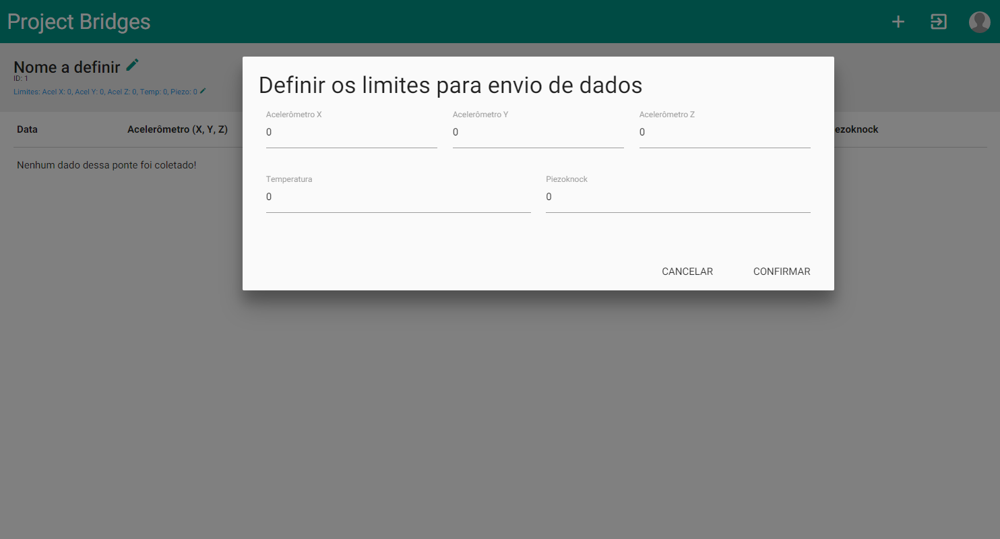 Project Bridges
Nome a definir
ID: 1
Limites: Acel X: 0, Acel Y: 0, Acel Z: 0, Temp: 0, Piezo: 0
Data
Acelerômetro (X, Y, Z)
ezoknock
Nenhum dado dessa ponte foi coletado!
Definir os limites para envio de dados
Acelerômetro X
Acelerômetro Y
Acelerômetro Z
0
0
0
Temperatura
Piezoknock
0
0
CANCELAR
CONFIRMAR